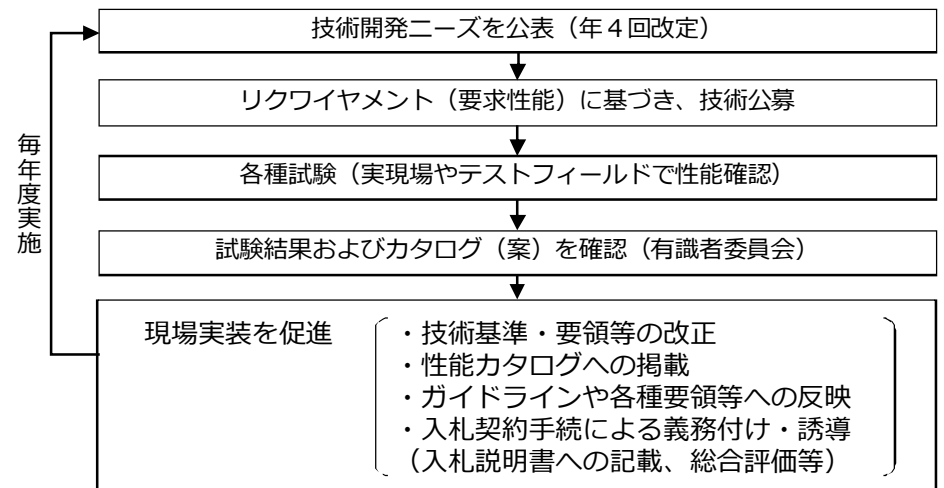 技術開発ニーズを公表（年４回改定）
リクワイヤメント（要求性能）に基づき、技術公募
各種試験（実現場やテストフィールドで性能確認）
試験結果およびカタログ（案）を確認（有識者委員会）
毎年度実施
現場実装を促進
・技術基準・要領等の改正
・性能カタログへの掲載
・ガイドラインや各種要領等への反映
・入札契約手続による義務付け・誘導
（入札説明書への記載、総合評価等）